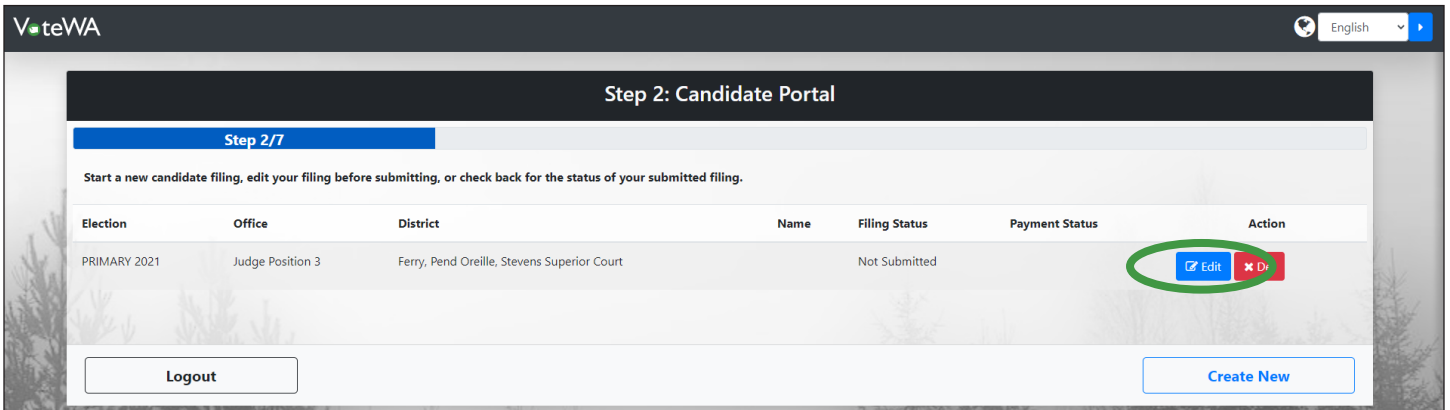 VoteWA
English
Step 2: Candidate Portal
Step 2/7
Start a new candidate filing, edit your filing before submitting, or check back for the status of your submitted filing.
Election Office District Name Filing Status Payment Status Action
PRIMARY 2021 Judge Position 3 Ferry, Pend Oreille, Stevens Superior Court Not Submitted Edit
Logout Create New